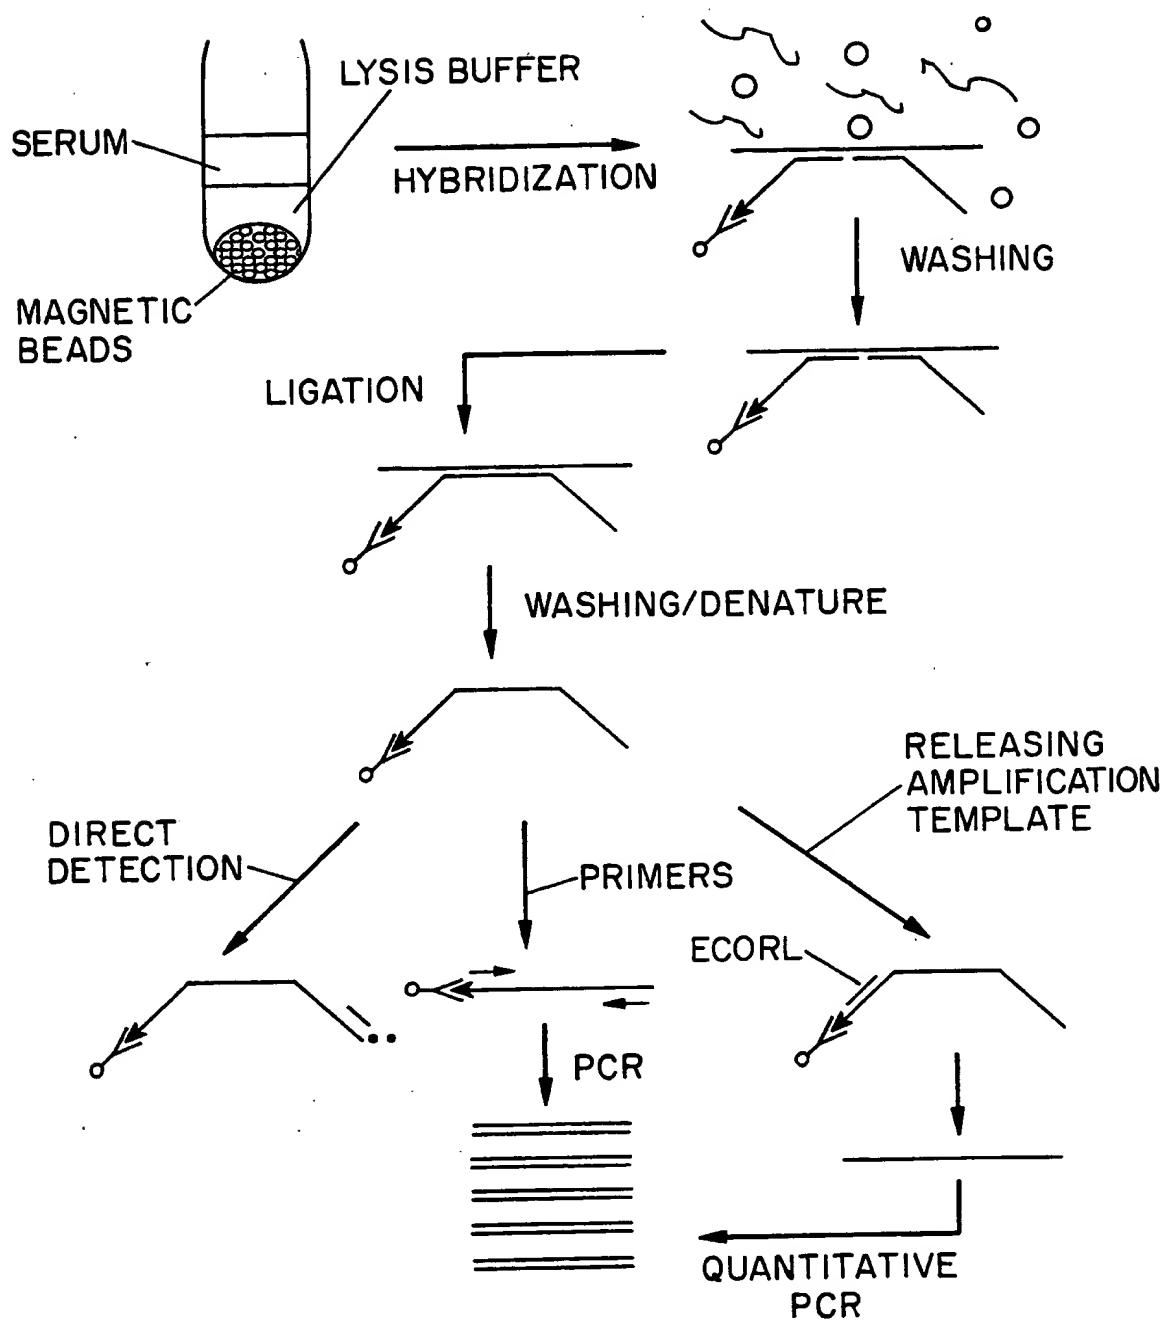 LYSIS BUFFER
SERUM
HYBRIDIZATION
MAGNETIC
BEADS
WASHING
LIGATION
WASHING/DENATURE
RELEASING
AMPLIFICATION
TEMPLATE
DIRECT
DETECTION
PRIMERS
ECORL
PCR
QUANTITATIVE
PCR